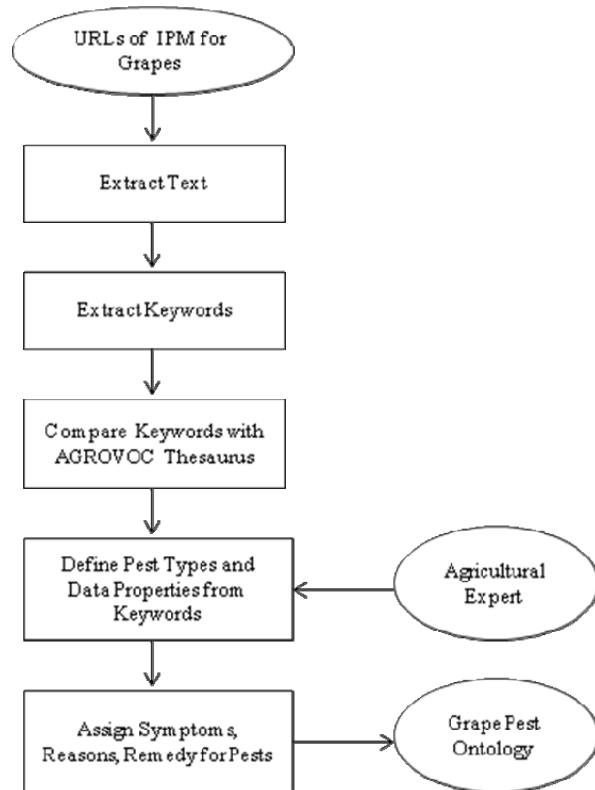 URLs of IPM for
Grapes
Extract Text
Extract Keywords
Compare Keywords with
AGROVOC Thesaurus
Define Pest Types and
Data Properties from
Keywords
Agricultural
Expert
Assign Symptoms,
Reasons, Remedy for Pests
Grape Pest
Ontology